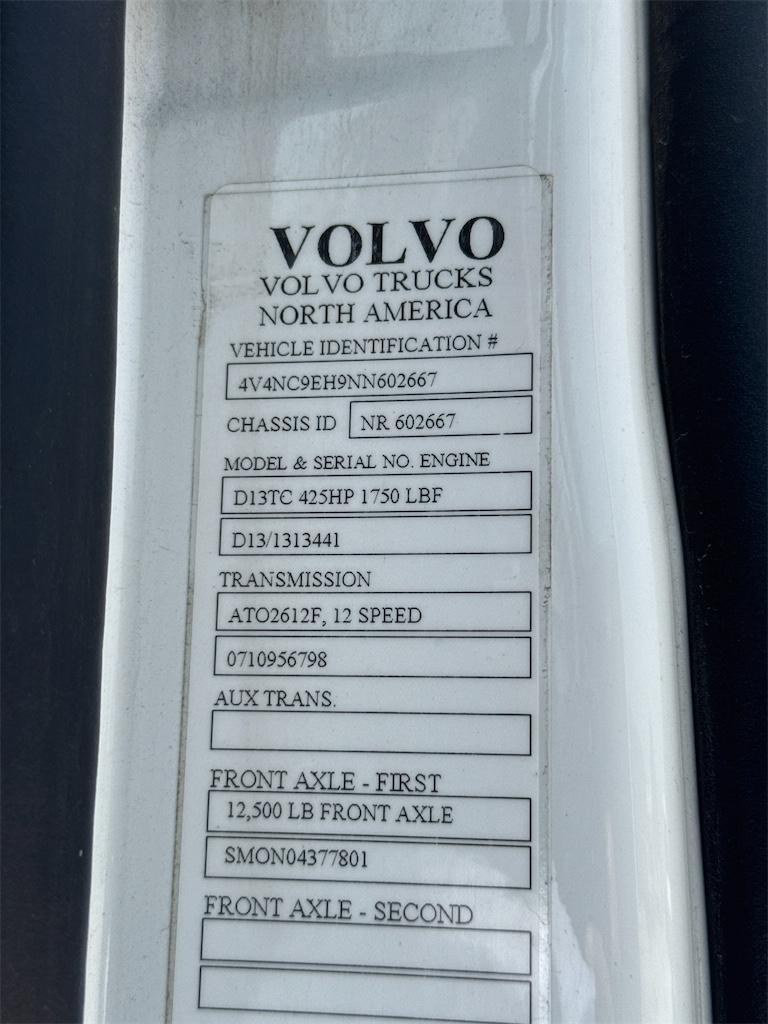 VOLVO
VOLVO TRUCKS
NORTH AMERICA
VEHICLE IDENTIFICATION #
4V4NC9EH9NN602667
CHASSIS ID NR 602667
MODEL & SERIAL NO. ENGINE
D13TC 425HP 1750 LBF
D13/1313441
TRANSMISSION
ATO2612F, 12 SPEED
0710956798
AUX TRANS.
FRONT AXLE - FIRST
12,500 LB FRONT AXLE
SMON04377801
FRONT AXLE - SECOND